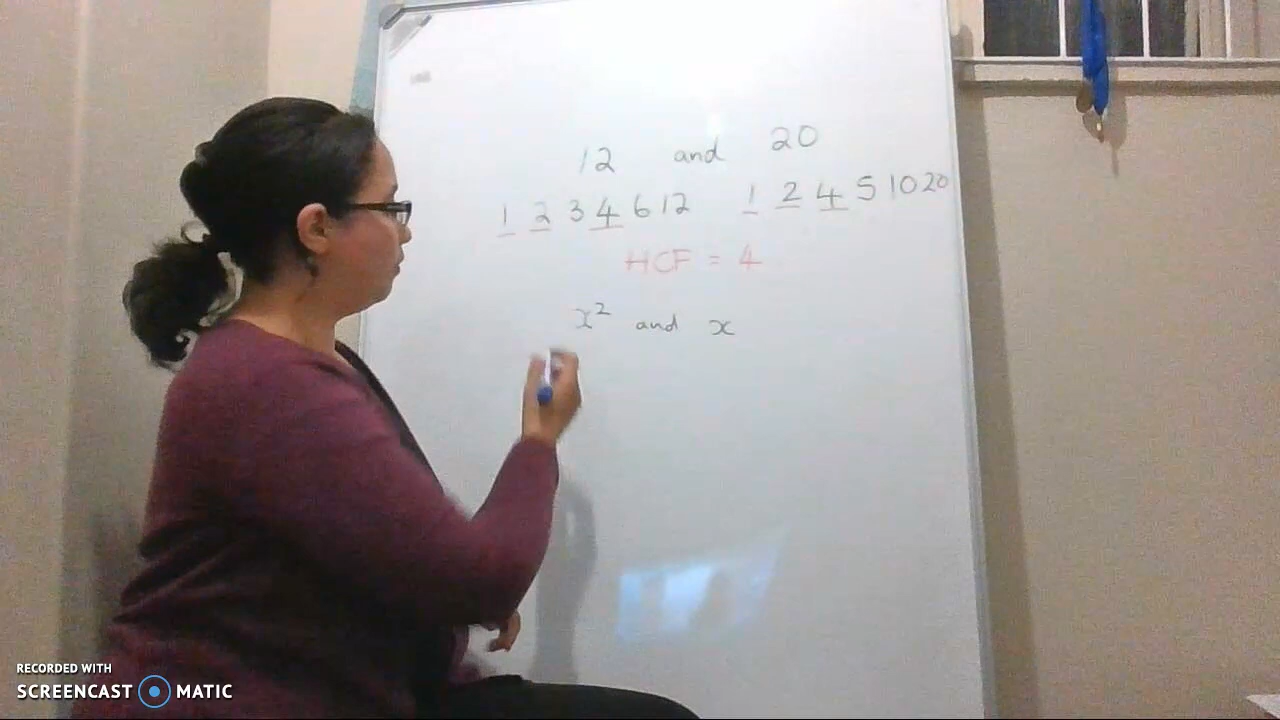 12 and 20
1 2 3 4 6 12 1 2 4 5 10 20
HCF = 4
x² and x
RECORDED WITH
SCREENCAST MATIC